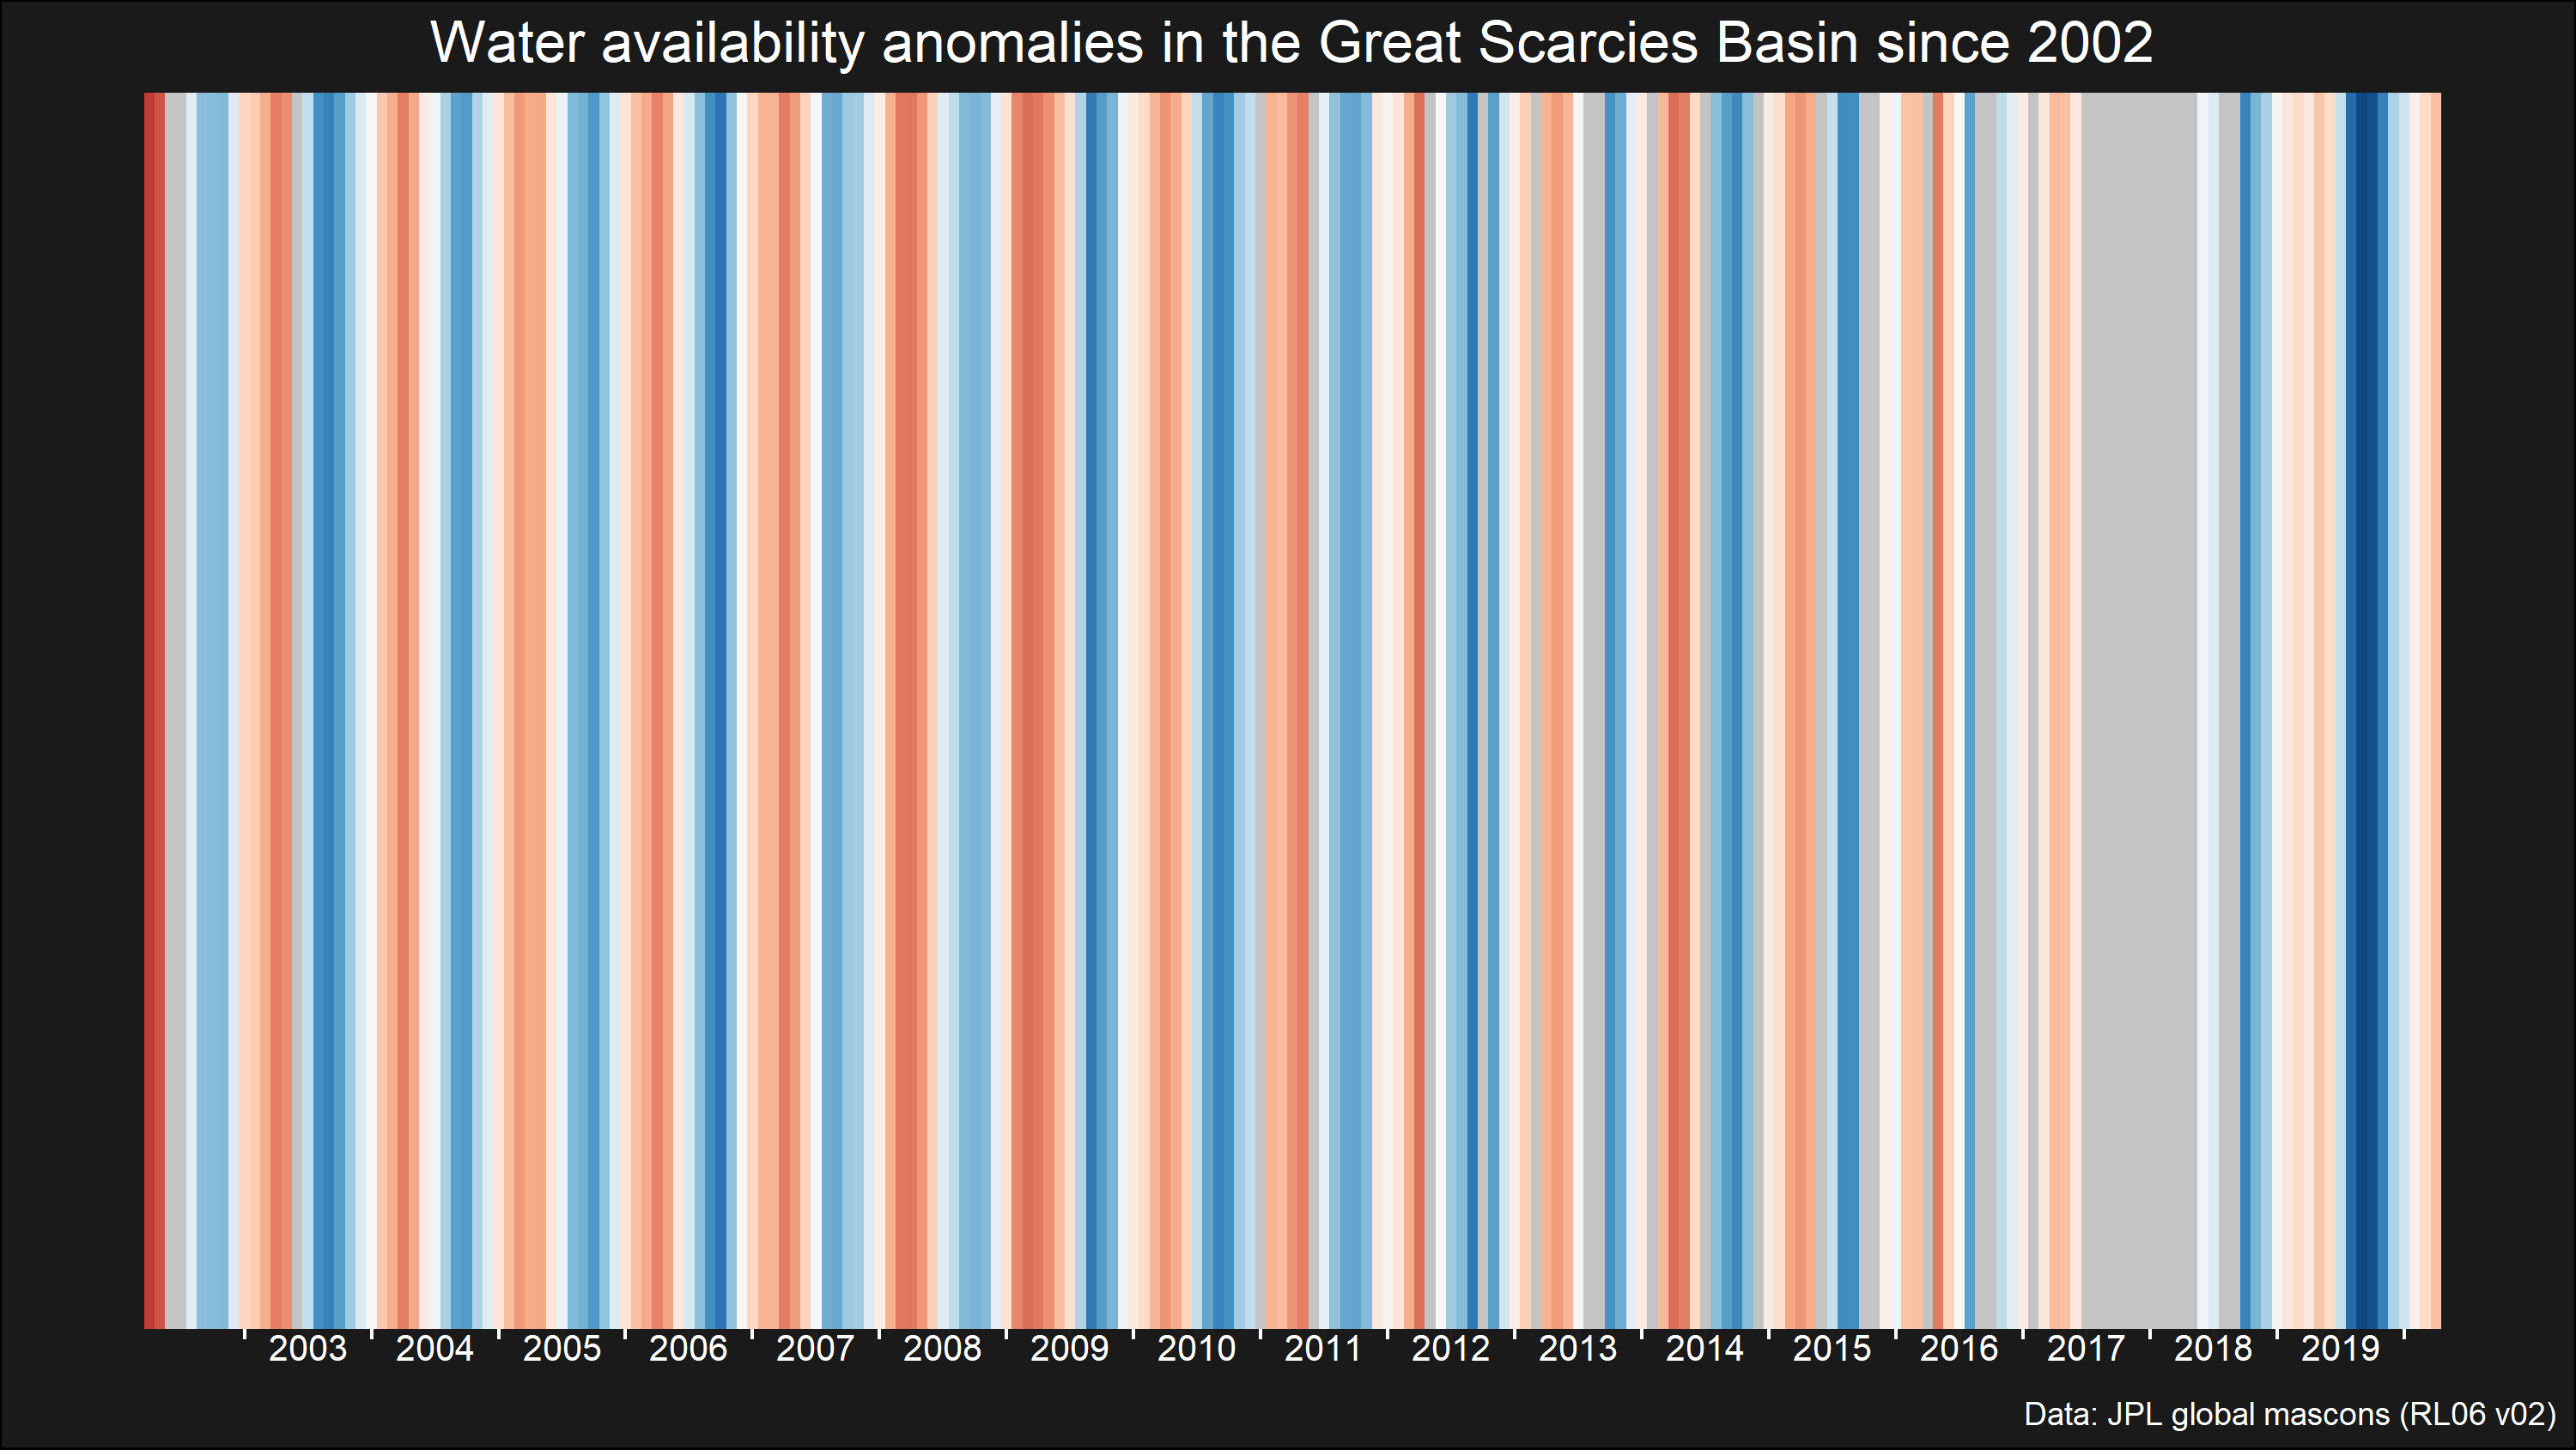 Water availability anomalies in the Great Scarcies Basin since 2002
2003 2004 2005 2006 2007 2008 2009 2010 2011 2012 2013 2014 2015 2016 2017 2018 2019
Data: JPL global mascons (RL06 v02)